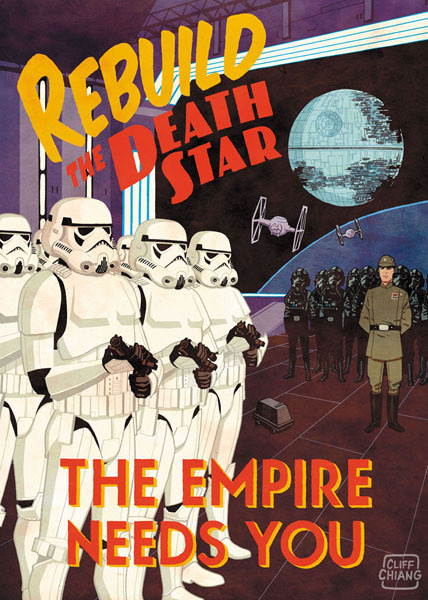 REBUILD
THE DEATH
STAR
THE EMPIRE
NEEDS YOU
CLIFF
CHIANG